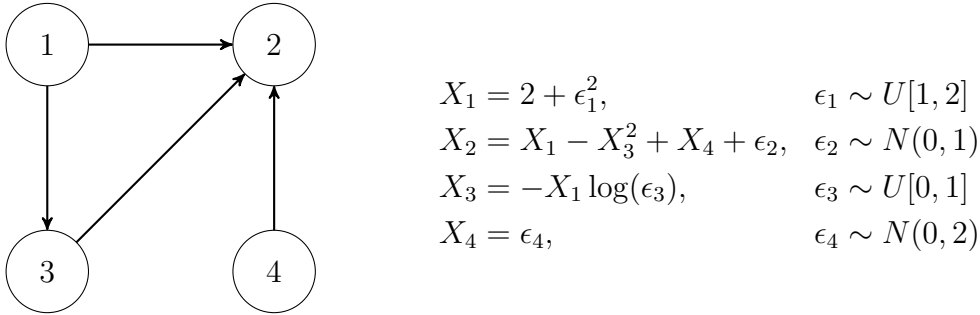 1 2
3 4
X_1 = 2 + ϵ_1^2, ϵ_1 ∼ U[1, 2]
X_2 = X_1 − X_3^2 + X_4 + ϵ_2, ϵ_2 ∼ N(0, 1)
X_3 = −X_1 log(ϵ_3), ϵ_3 ∼ U[0, 1]
X_4 = ϵ_4, ϵ_4 ∼ N(0, 2)